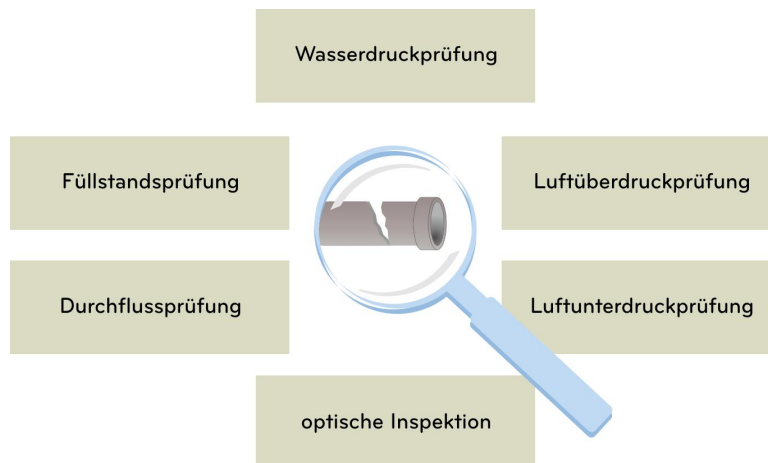 Wasserdruckprüfung
Füllstandsprüfung
Luftüberdruckprüfung
Durchflussprüfung
Luftunterdruckprüfung
optische Inspektion